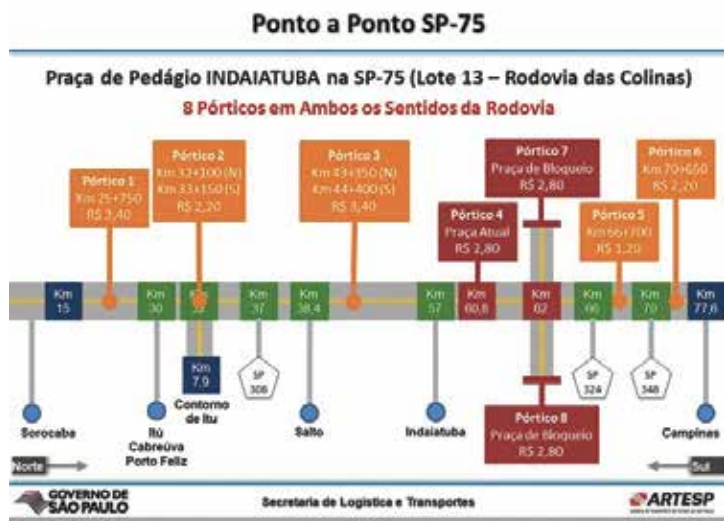 Ponto a Ponto SP-75
Praça de Pedágio INDAIATUBA na SP-75 (Lote 13 – Rodovia das Colinas)
8 Pórticos em Ambos os Sentidos da Rodovia
Pórtico 1
Km 25+750
R$ 3,40
Pórtico 2
Km 32+100 (N)
Km 33+150 (S)
R$ 2,20
Pórtico 3
Km 43+350 (N)
Km 44+400 (S)
R$ 3,40
Pórtico 4
Praça Atual
R$ 2,80
Pórtico 7
Praça de Bloqueio
R$ 2,80
Pórtico 5
Km 66+700
R$ 1,20
Pórtico 6
Km 70+650
R$ 2,20
Km
15
Km
30
Km
Km
37
Km
38,4
Km
57
Km
60,8
Km
62
Km
66
Km
70
Km
77,6
Km
7,9
Contorno
de Itu
SP
308
SP
324
SP
348
Pórtico 8
Praça de Bloqueio
R$ 2,80
Sorocaba
Itú
Cabreúva
Porto Feliz
Salto
Indaiatuba
Campinas
Norte
Sul
GOVERNO DE
SÃO PAULO
Secretaria de Logística e Transportes
ARTESP